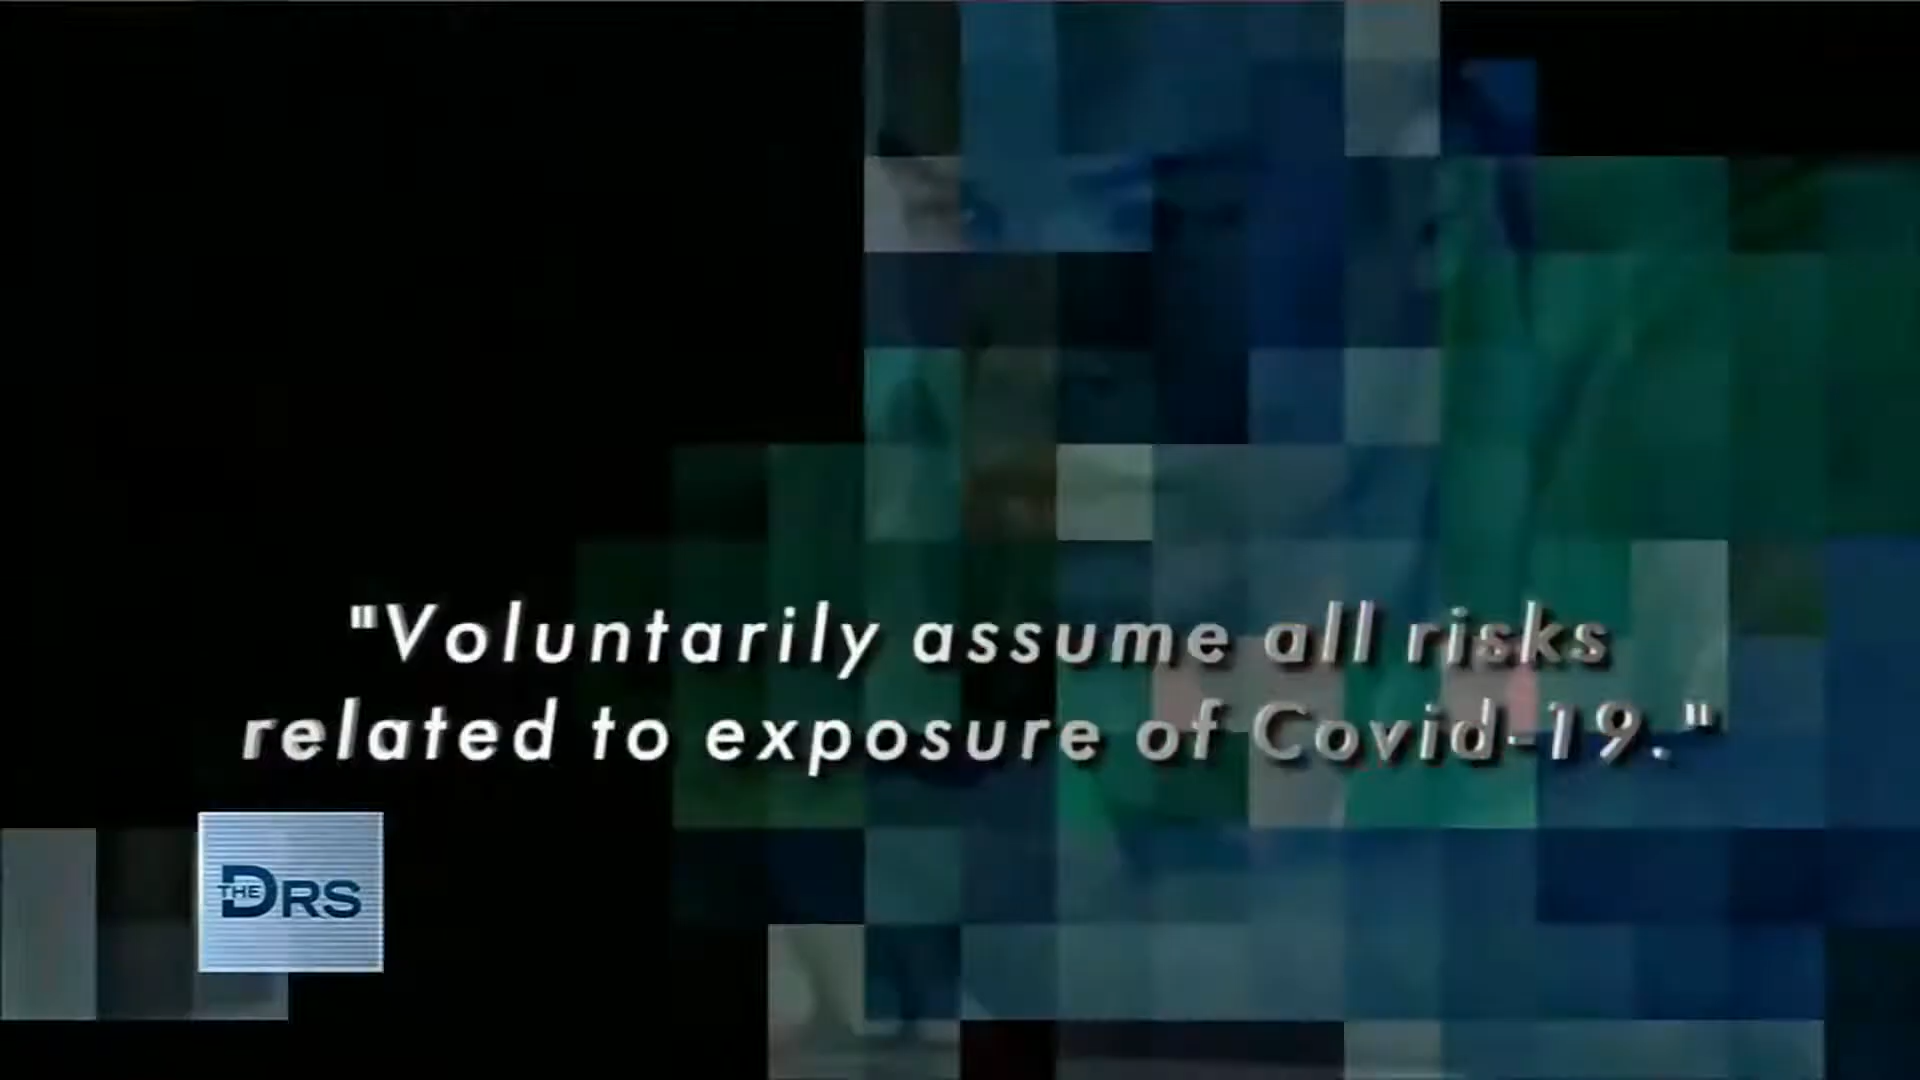 "Voluntarily assume all risks
related to exposure of Covid-19."
THE DRS